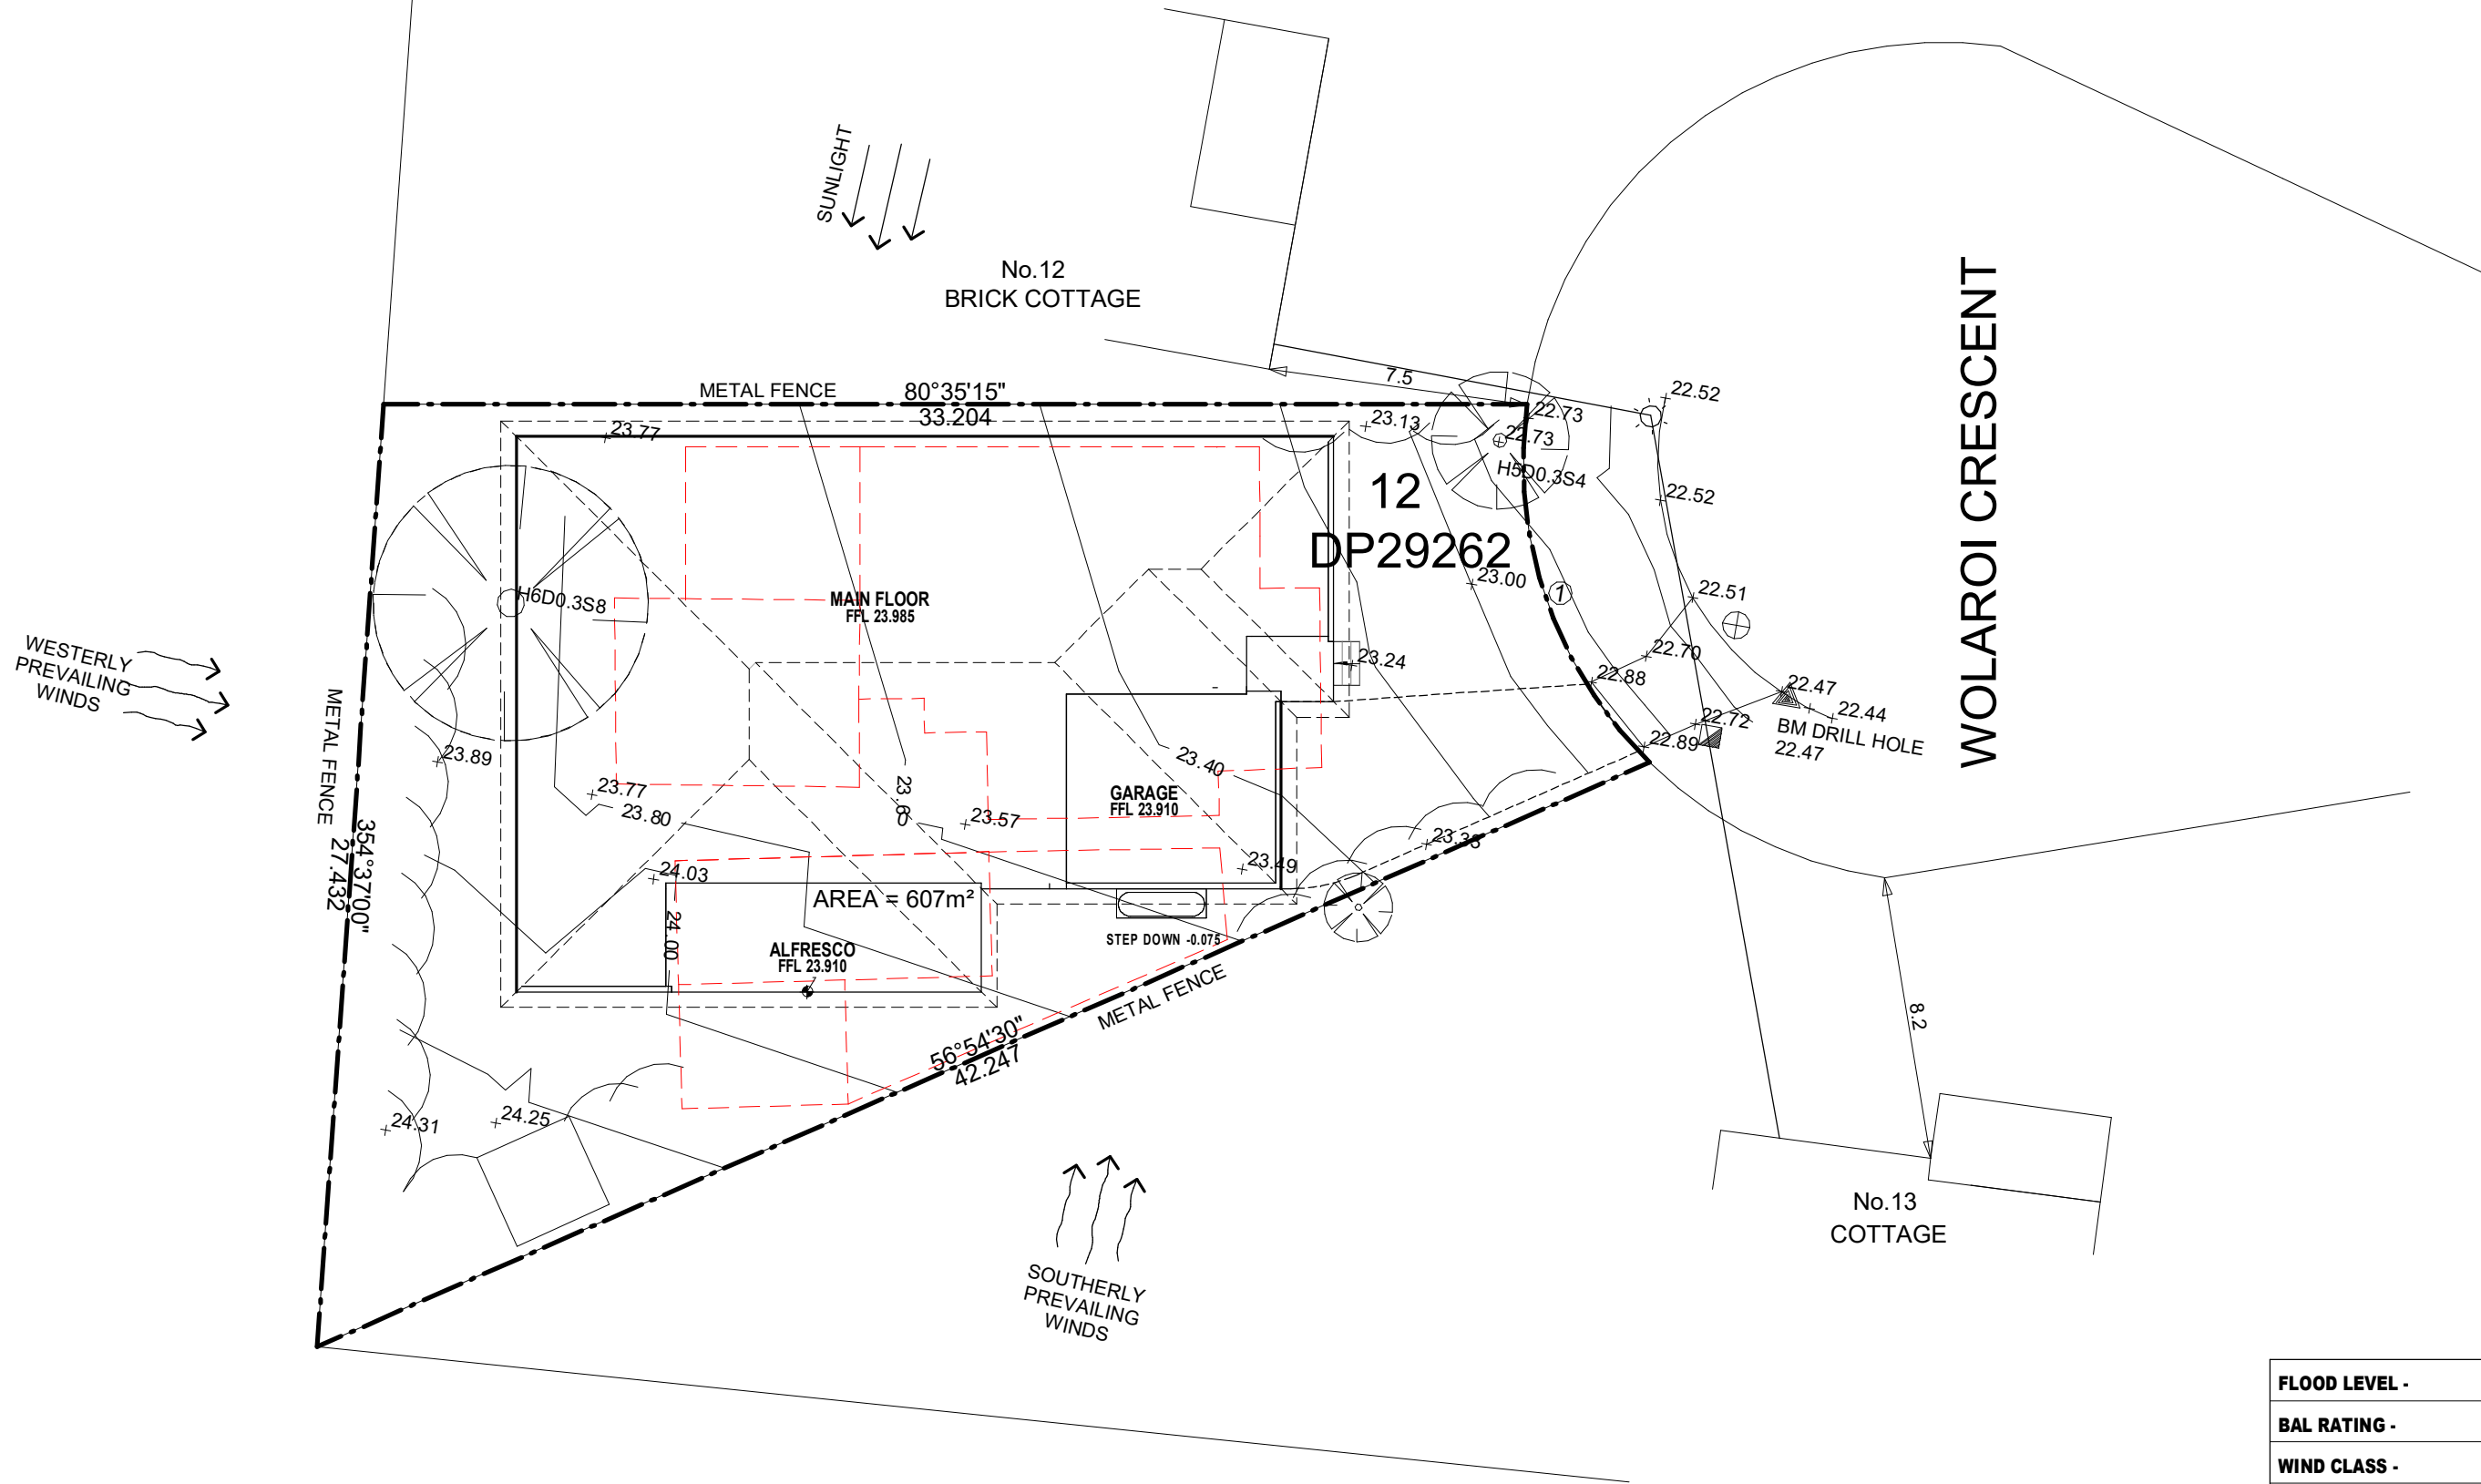 SUNLIGHT
No.12
BRICK COTTAGE
WOLAROI CRESCENT
METAL FENCE
80°35'15"
33.204
7.5
22.52
22.73
23.13
22.73
23.77
H5D0.3S4
12
DP29262
22.52
23.00
1
22.51
H6D0.3S8
MAIN FLOOR
FFL 23.985
WESTERLY
PREVAILING
WINDS
23.24
22.70
22.88
22.47
22.44
22.72
BM DRILL HOLE
22.47
22.89
METAL FENCE
23.89
23.77
23.80
23.60
23.57
23.40
GARAGE
FFL 23.910
23.38
23.49
354°37'00"
27.432
24.03
AREA = 607m²
24.00
ALFRESCO
FFL 23.910
STEP DOWN -0.075
METAL FENCE
56°54'30"
42.247
8.2
24.31
24.25
No.13
COTTAGE
SOUTHERLY
PREVAILING
WINDS
FLOOD LEVEL -
BAL RATING -
WIND CLASS -